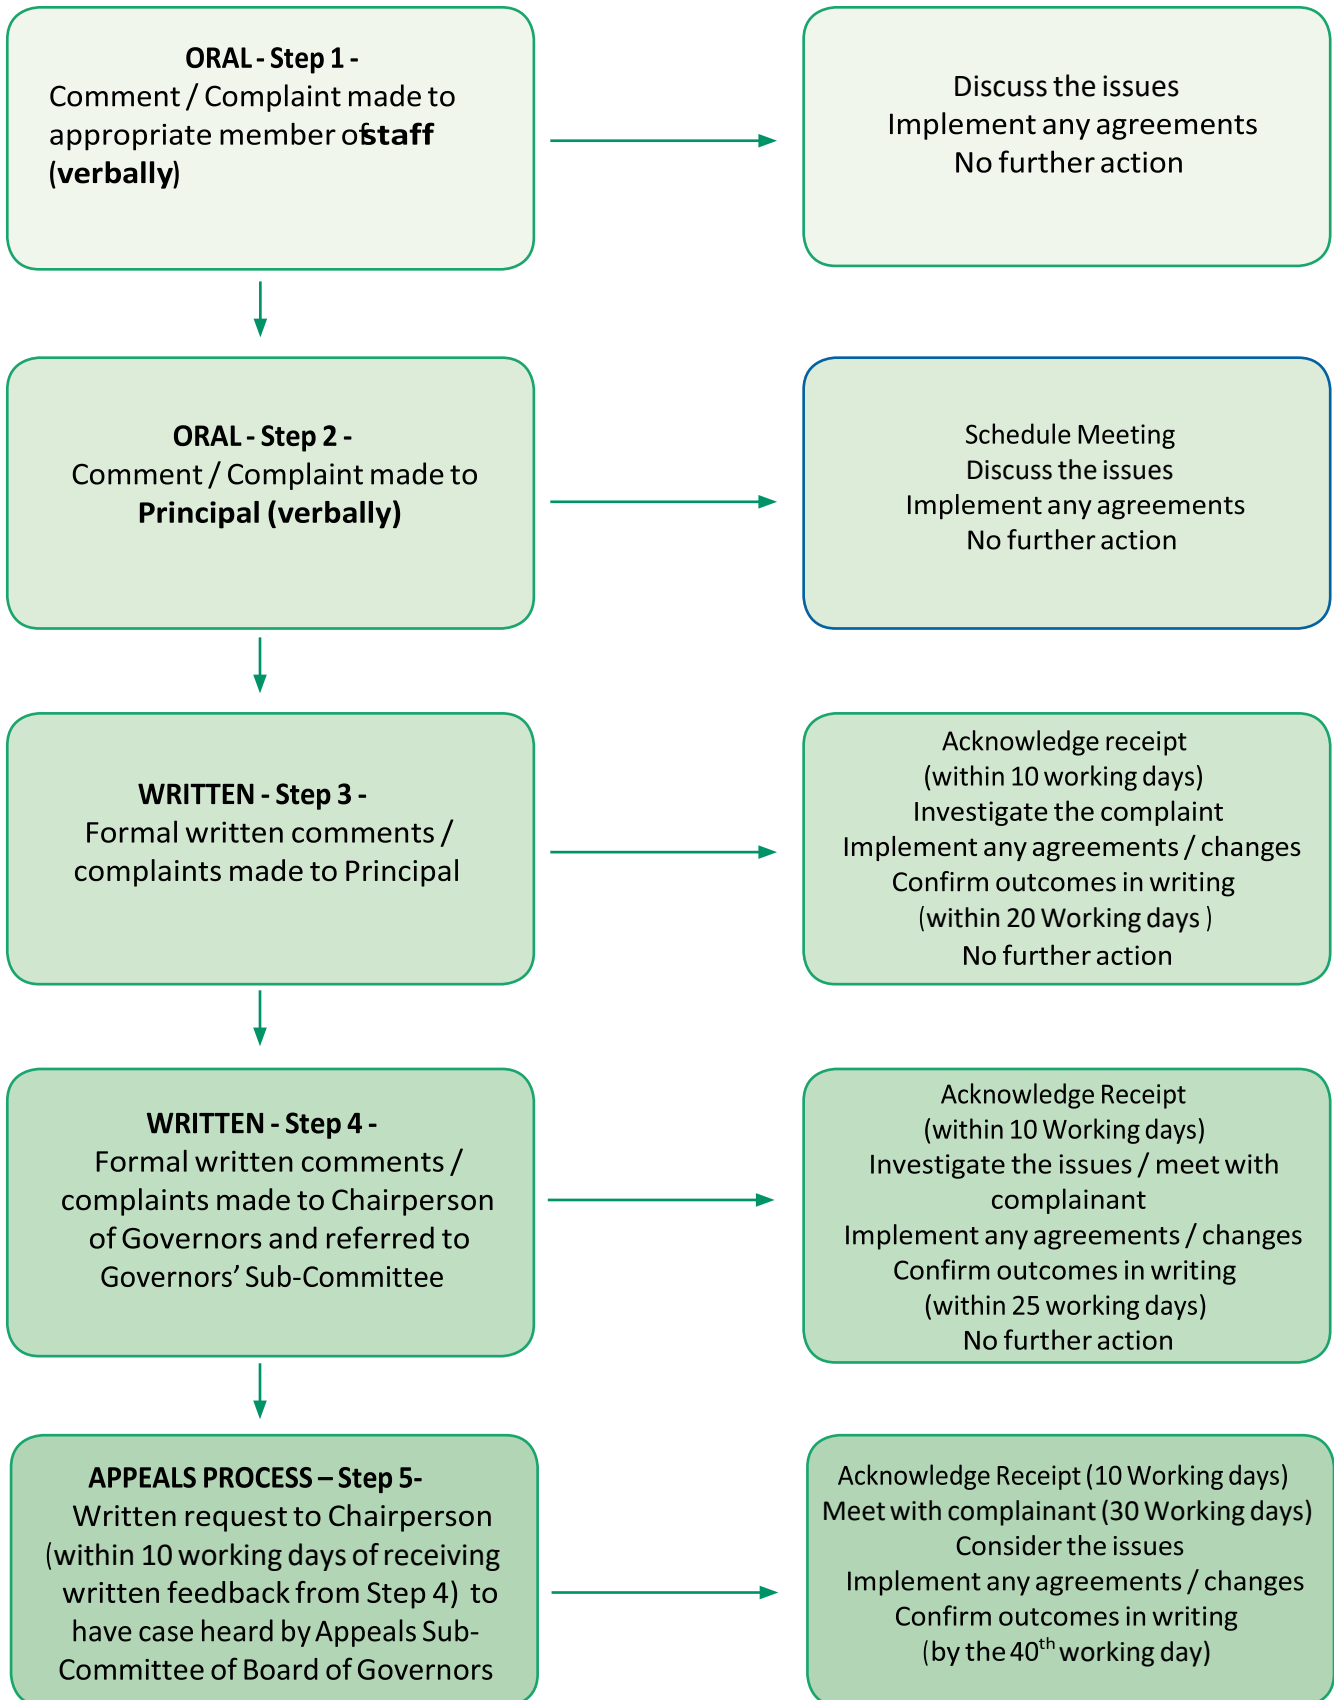 ORAL - Step 1 -
Comment / Complaint made to
appropriate member of staff
(verbally)
Discuss the issues
Implement any agreements
No further action
ORAL - Step 2 -
Comment / Complaint made to
Principal (verbally)
Schedule Meeting
Discuss the issues
Implement any agreements
No further action
WRITTEN - Step 3 -
Formal written comments /
complaints made to Principal
Acknowledge receipt
(within 10 working days)
Investigate the complaint
Implement any agreements / changes
Confirm outcomes in writing
(within 20 Working days )
No further action
WRITTEN - Step 4 -
Formal written comments /
complaints made to Chairperson
of Governors and referred to
Governors’ Sub-Committee
Acknowledge Receipt
(within 10 Working days)
Investigate the issues / meet with
complainant
Implement any agreements / changes
Confirm outcomes in writing
(within 25 working days)
No further action
APPEALS PROCESS – Step 5-
Written request to Chairperson
(within 10 working days of receiving
written feedback from Step 4) to
have case heard by Appeals Sub-
Committee of Board of Governors
Acknowledge Receipt (10 Working days)
Meet with complainant (30 Working days)
Consider the issues
Implement any agreements / changes
Confirm outcomes in writing
(by the 40th working day)